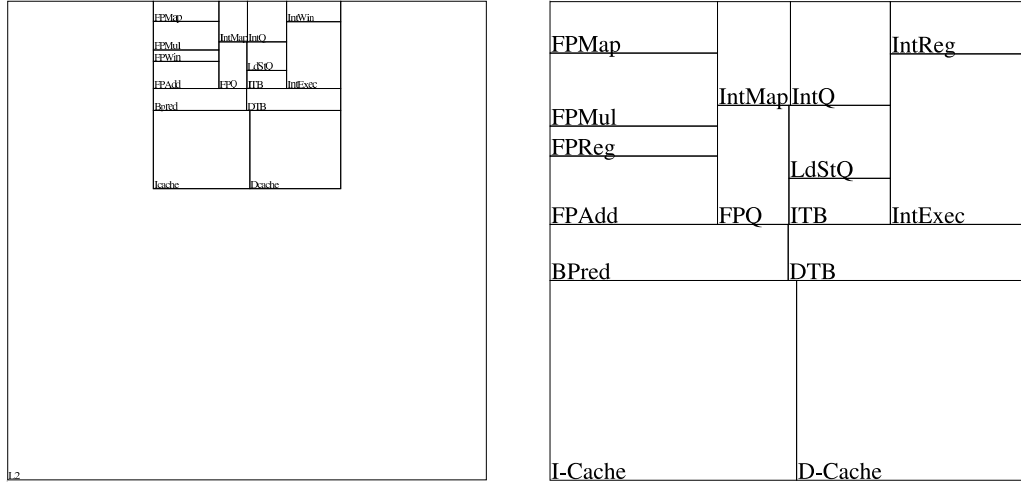 FPMap
IntWin
IntMap IntQ
FPMul
FPWin
LdStQ
FPAdd FPQ ITB IntExec
Bpred DTB
Icache Dcache
L2
FPMap IntReg
IntMap IntQ
FPMul
FPReg
LdStQ
FPAdd FPQ ITB IntExec
BPred DTB
I-Cache D-Cache